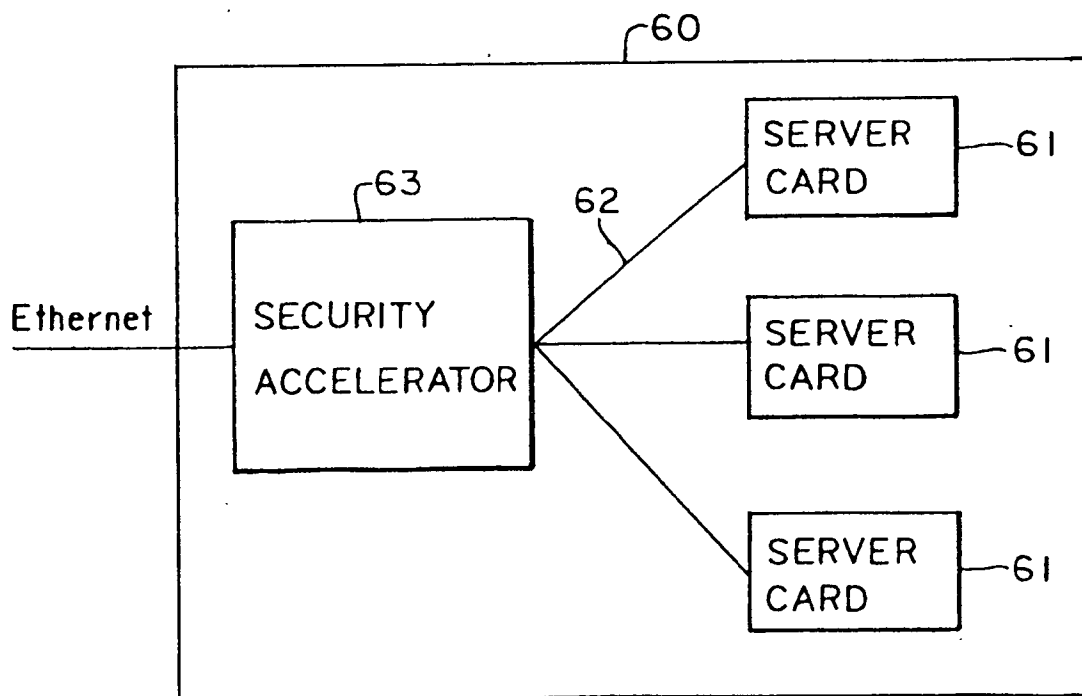 60
SERVER
CARD
61
63
62
Ethernet
SECURITY
ACCELERATOR
SERVER
CARD
61
SERVER
CARD
61